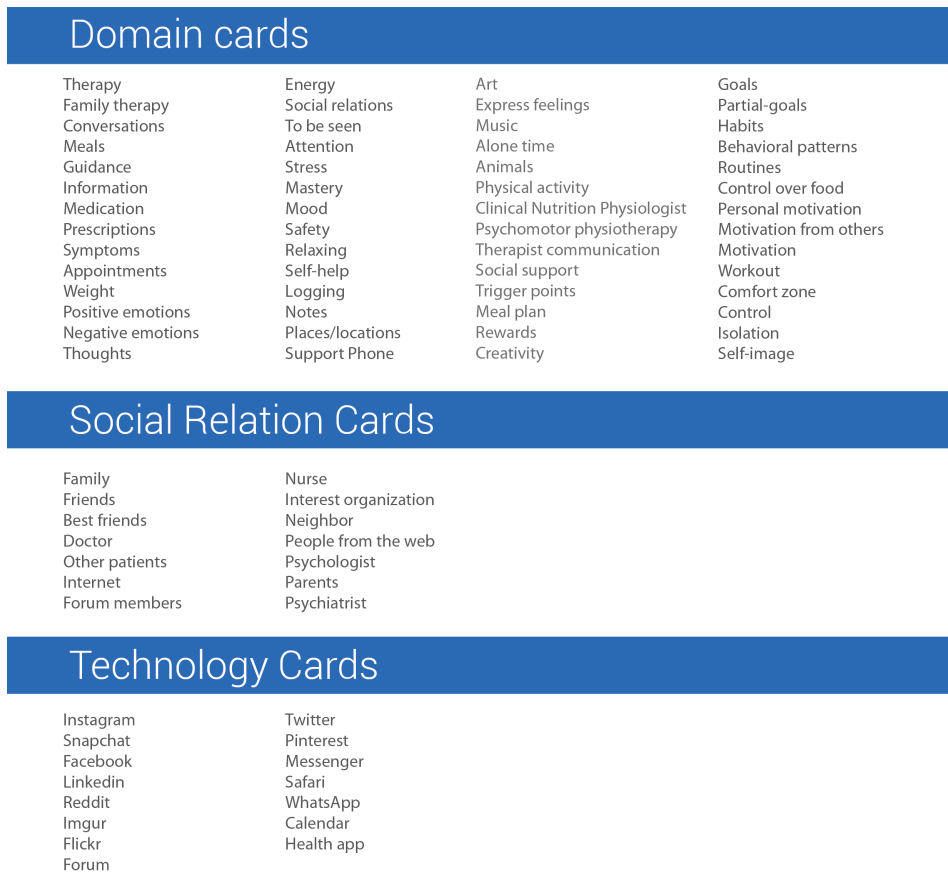 Domain cards
Therapy
Family therapy
Conversations
Meals
Guidance
Information
Medication
Prescriptions
Symptoms
Appointments
Weight
Positive emotions
Negative emotions
Thoughts
Energy
Social relations
To be seen
Attention
Stress
Mastery
Mood
Safety
Relaxing
Self-help
Logging
Notes
Places/locations
Support Phone
Art
Express feelings
Music
Alone time
Animals
Physical activity
Clinical Nutrition Physiologist
Psychomotor physiotherapy
Therapist communication
Social support
Trigger points
Meal plan
Rewards
Creativity
Goals
Partial-goals
Habits
Behavioral patterns
Routines
Control over food
Personal motivation
Motivation from others
Motivation
Workout
Comfort zone
Control
Isolation
Self-image
Social Relation Cards
Family
Friends
Best friends
Doctor
Other patients
Internet
Forum members
Nurse
Interest organization
Neighbor
People from the web
Psychologist
Parents
Psychiatrist
Technology Cards
Instagram
Snapchat
Facebook
Linkedin
Reddit
Imgur
Flickr
Forum
Twitter
Pinterest
Messenger
Safari
WhatsApp
Calendar
Health app